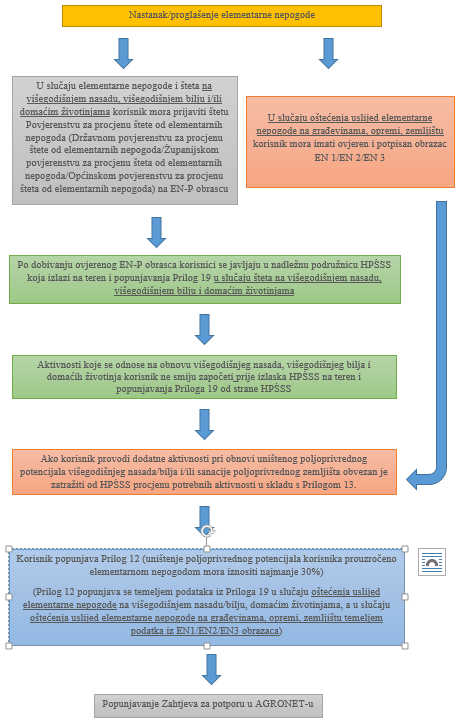 Nastanak/proglašenje elementarne nepogode
U slučaju elementarne nepogode i šteta na
višegodišnjem nasadu, višegodišnjem bilju i/ili
domaćim životinjama korisnik mora prijaviti štetu
Povjerenstvu za procjenu štete od elementarnih
nepogoda (Državnom povjerenstvu za procjenu
štete od elementarnih nepogoda/Županijskom
povjerenstvu za procjenu šteta od elementarnih
nepogoda/Općinskom povjerenstvu za procjenu
šteta od elementarnih nepogoda) na EN-P obrascu
U slučaju oštećenja uslijed elementarne
nepogode na građevinama, opremi, zemljištu
korisnik mora imati ovjeren i potpisan obrazac
EN 1/EN 2/EN 3
Po dobivanju ovjerenog EN-P obrasca korisnici se javljaju u nadležnu podružnicu HPŠSS
koja izlazi na teren i popunjavanja Prilog 19 u slučaju šteta na višegodišnjem nasadu,
višegodišnjem bilju i domaćim životinjama
Aktivnosti koje se odnose na obnovu višegodišnjeg nasada, višegodišnjeg bilja i
domaćih životinja korisnik ne smiju započeti prije izlaska HPŠSS na teren i
popunjavanja Priloga 19 od strane HPŠSS
Ako korisnik provodi dodatne aktivnosti pri obnovi uništenog poljoprivrednog
potencijala višegodišnjeg nasada/bilja i/ili sanacije poljoprivrednog zemljišta obvezan je
zatražiti od HPŠSS procjenu potrebnih aktivnosti u skladu s Prilogom 13.
Korisnik popunjava Prilog 12 (uništenje poljoprivrednog potencijala korisnika prouzročeno
elementarnom nepogodom mora iznositi najmanje 30%)
(Prilog 12 popunjava se temeljem podataka iz Priloga 19 u slučaju oštećenja uslijed
elementarne nepogode na višegodišnjem nasadu/bilju, domaćim životinjama, a u slučaju
oštećenja uslijed elementarne nepogode na građevinama, opremi, zemljištu temeljem
podatka iz EN1/EN2/EN3 obrazaca)
Popunjavanje Zahtjeva za potporu u AGRONET-u